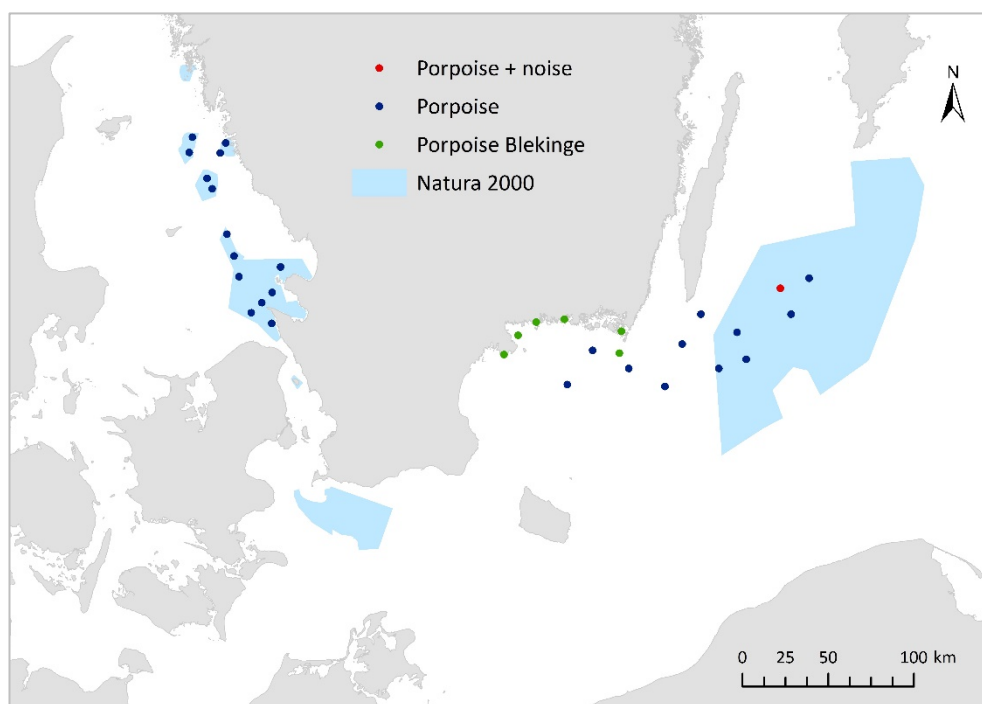 Porpoise + noise
Porpoise
Porpoise Blekinge
Natura 2000
N
0 25 50 100 km